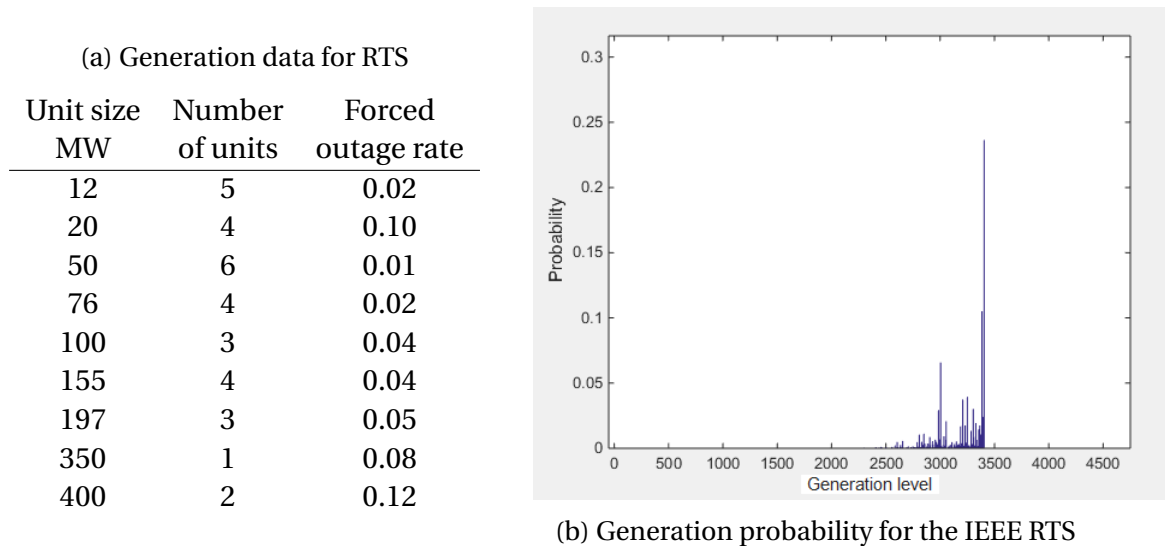 (a) Generation data for RTS
Unit size Number Forced
MW of units outage rate
12 5 0.02
20 4 0.10
50 6 0.01
76 4 0.02
100 3 0.04
155 4 0.04
197 3 0.05
350 1 0.08
400 2 0.12
Probability
0.3
0.25
0.2
0.15
0.1
0.05
0
0 500 1000 1500 2000 2500 3000 3500 4000 4500
Generation level
(b) Generation probability for the IEEE RTS